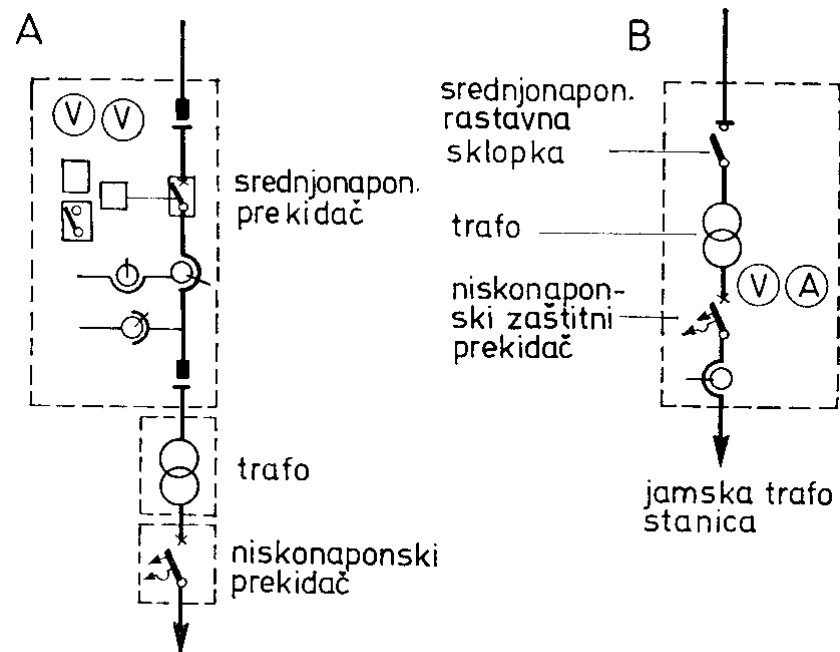 A
V V
srednjonapon.
prekidač
trafo
niskonaponski
prekidač
B
srednjonapon.
rastavna
sklopka
trafo
V A
niskonapon-
ski zaštitni
prekidač
jamska trafo
stanica